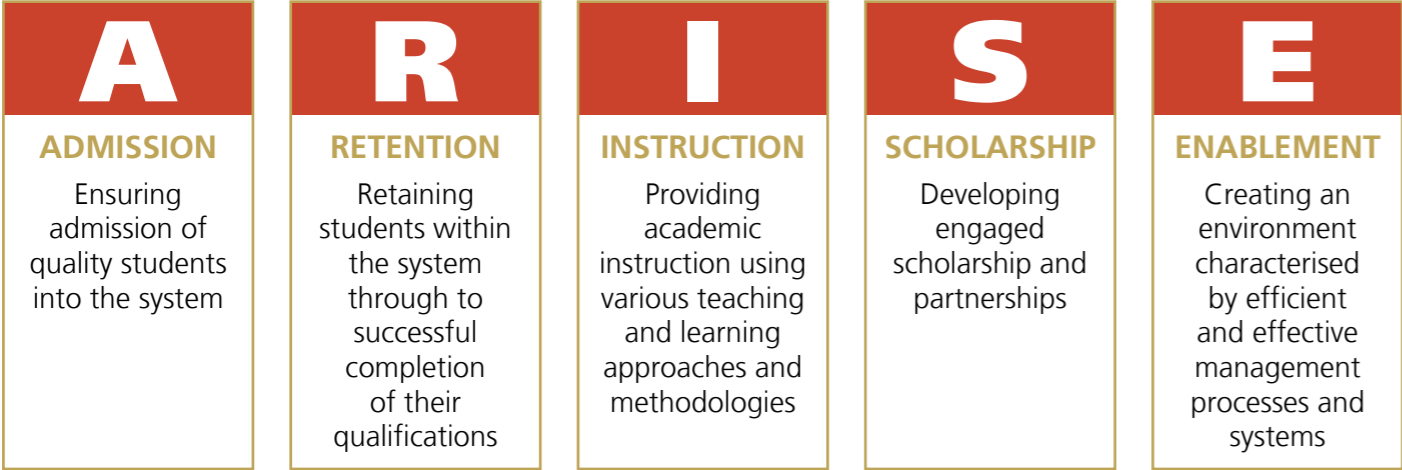 A
ADMISSION
Ensuring
admission of
quality students
into the system
R
RETENTION
Retaining
students within
the system
through to
successful
completion
of their
qualifications
I
INSTRUCTION
Providing
academic
instruction using
various teaching
and learning
approaches and
methodologies
S
SCHOLARSHIP
Developing
engaged
scholarship and
partnerships
E
ENABLEMENT
Creating an
environment
characterised
by efficient
and effective
management
processes and
systems